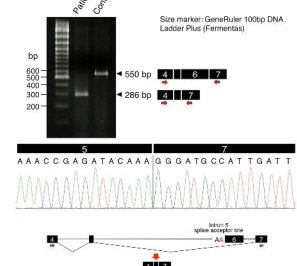 Patient
Control
Size marker: GeneRuler 100bp DNA
Ladder Plus (Fermentas)
bp
600
500
400
300
200
550 bp
4 6 7
286 bp
4 7
5 7
A A A C C G A G A T A C A A A G G G A T G C C A T T G A T T
Intron 5
splice acceptor site
4 AA 6 7
4 7